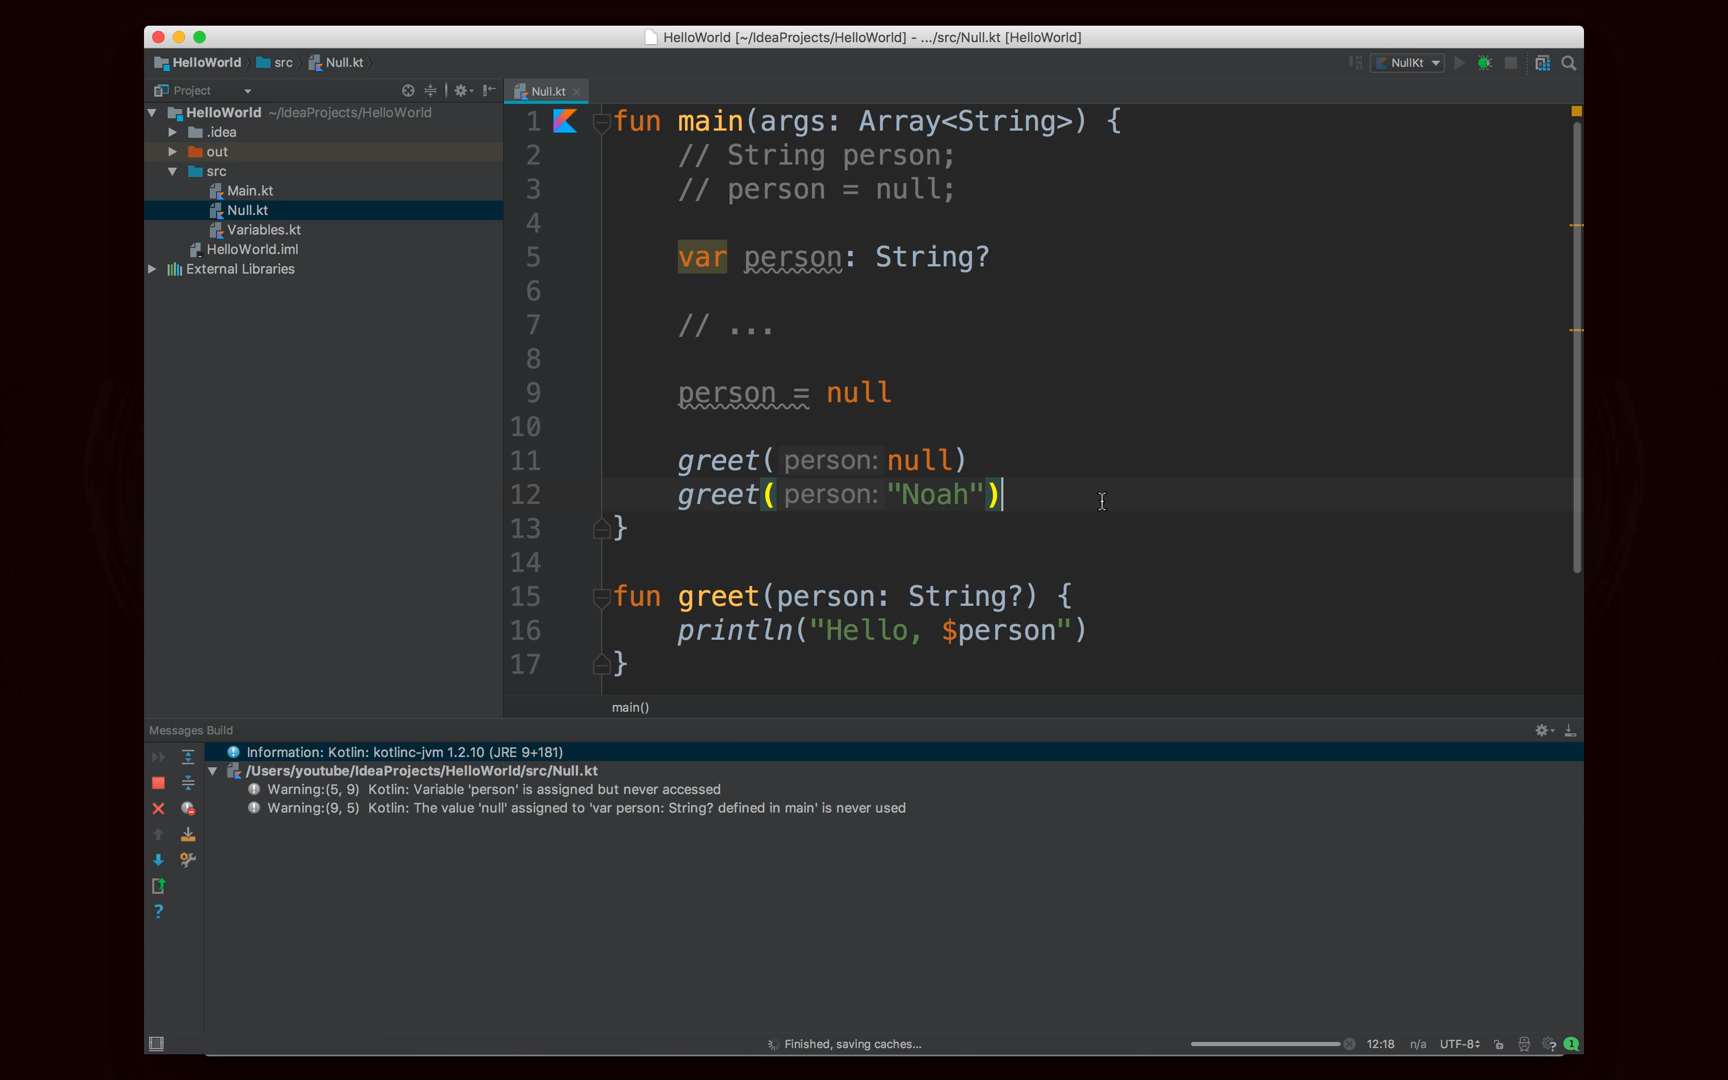 HelloWorld [~/IdeaProjects/HelloWorld] - .../src/Null.kt [HelloWorld]
HelloWorld src Null.kt
NullKt
Project
Null.kt
HelloWorld ~/IdeaProjects/HelloWorld
.idea
out
src
Main.kt
Null.kt
Variables.kt
HelloWorld.iml
External Libraries
1 fun main(args: Array<String>) {
2 // String person;
3 // person = null;
4
5 var person: String?
6
7 // ...
8
9 person = null
10
11 greet( person: null)
12 greet( person: "Noah")
13 }
14
15 fun greet(person: String?) {
16 println("Hello, $person")
17 }
main()
Messages Build
Information: Kotlin: kotlinc-jvm 1.2.10 (JRE 9+181)
/Users/youtube/IdeaProjects/HelloWorld/src/Null.kt
Warning:(5, 9) Kotlin: Variable 'person' is assigned but never accessed
Warning:(9, 5) Kotlin: The value 'null' assigned to 'var person: String? defined in main' is never used
Finished, saving caches...
12:18 n/a UTF-8 1